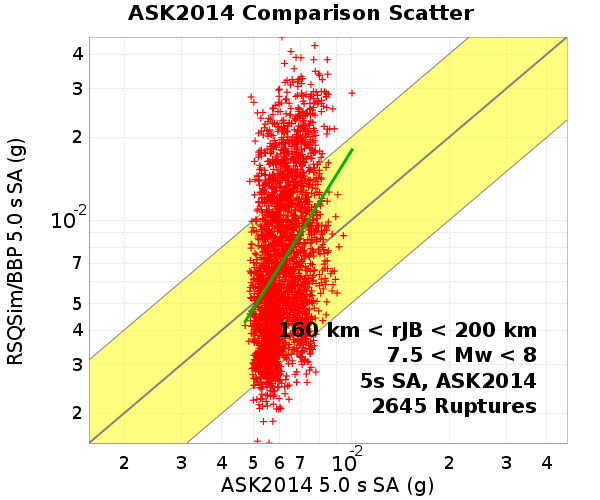 ASK2014 Comparison Scatter
RSQSim/BBP 5.0 s SA (g)
4
3
2
10-2
7
5
4
3
2
160 km < rJB < 200 km
7.5 < Mw < 8
5s SA, ASK2014
2645 Ruptures
2 3 4 5 6 7 10-2 2 3 4
ASK2014 5.0 s SA (g)